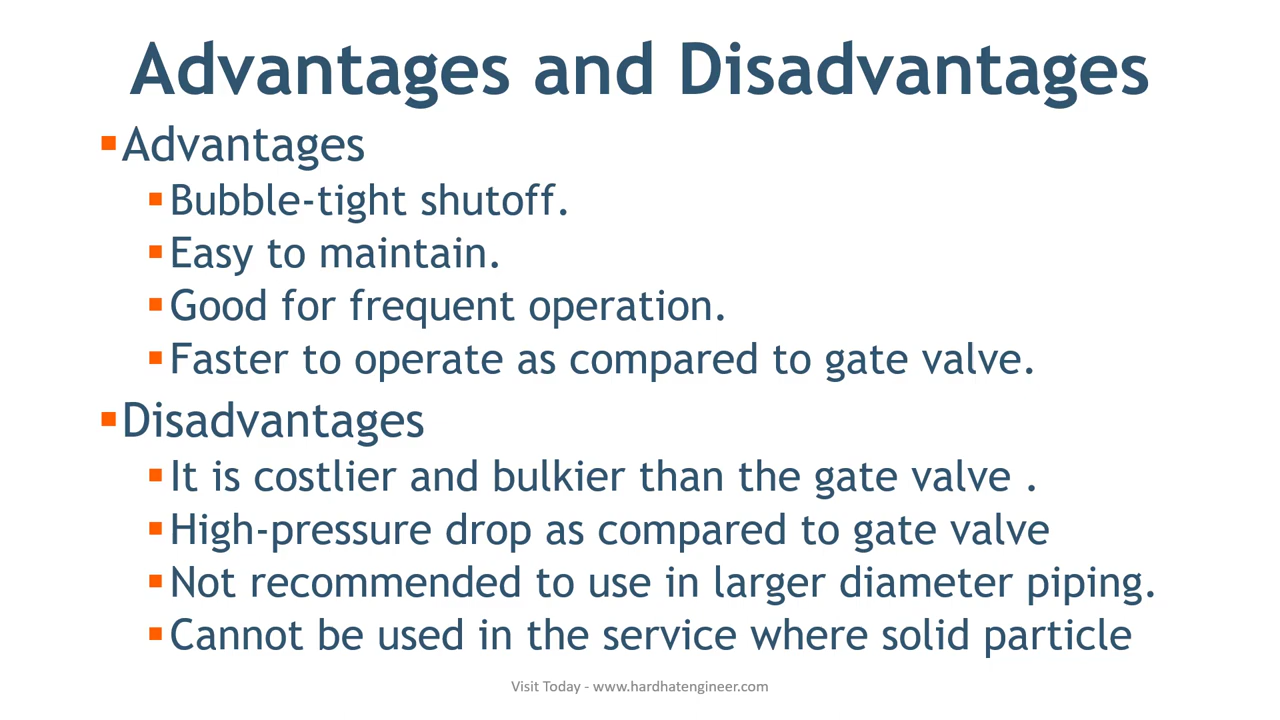 Advantages and Disadvantages
Advantages
Bubble-tight shutoff.
Easy to maintain.
Good for frequent operation.
Faster to operate as compared to gate valve.
Disadvantages
It is costlier and bulkier than the gate valve .
High-pressure drop as compared to gate valve
Not recommended to use in larger diameter piping.
Cannot be used in the service where solid particle
Visit Today - www.hardhatengineer.com